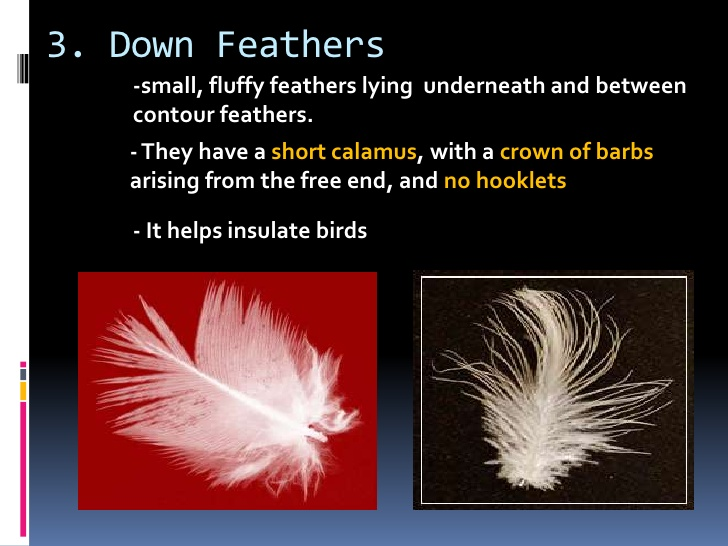 3. Down Feathers
-small, fluffy feathers lying underneath and between
contour feathers.
- They have a short calamus, with a crown of barbs
arising from the free end, and no hooklets
- It helps insulate birds